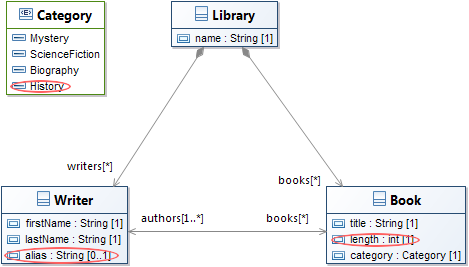 Category
Mystery
ScienceFiction
Biography
History
Library
name : String [1]
writers[*]
books[*]
Writer
firstName : String [1]
lastName : String [1]
alias : String [0..1]
authors[1..*]
books[*]
Book
title : String [1]
length : int [1]
category : Category [1]